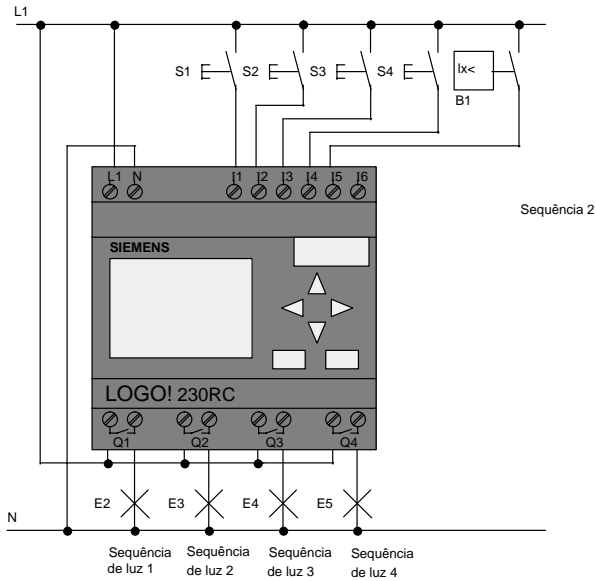 L1
S1
S2
S3
S4
Ix<
B1
L1 N
I1 I2 I3 I4 I5 I6
Sequência 2
SIEMENS
LOGO! 230RC
Q1 Q2 Q3 Q4
E2 E3 E4 E5
N
Sequência de luz 1
Sequência de luz 2
Sequência de luz 3
Sequência de luz 4